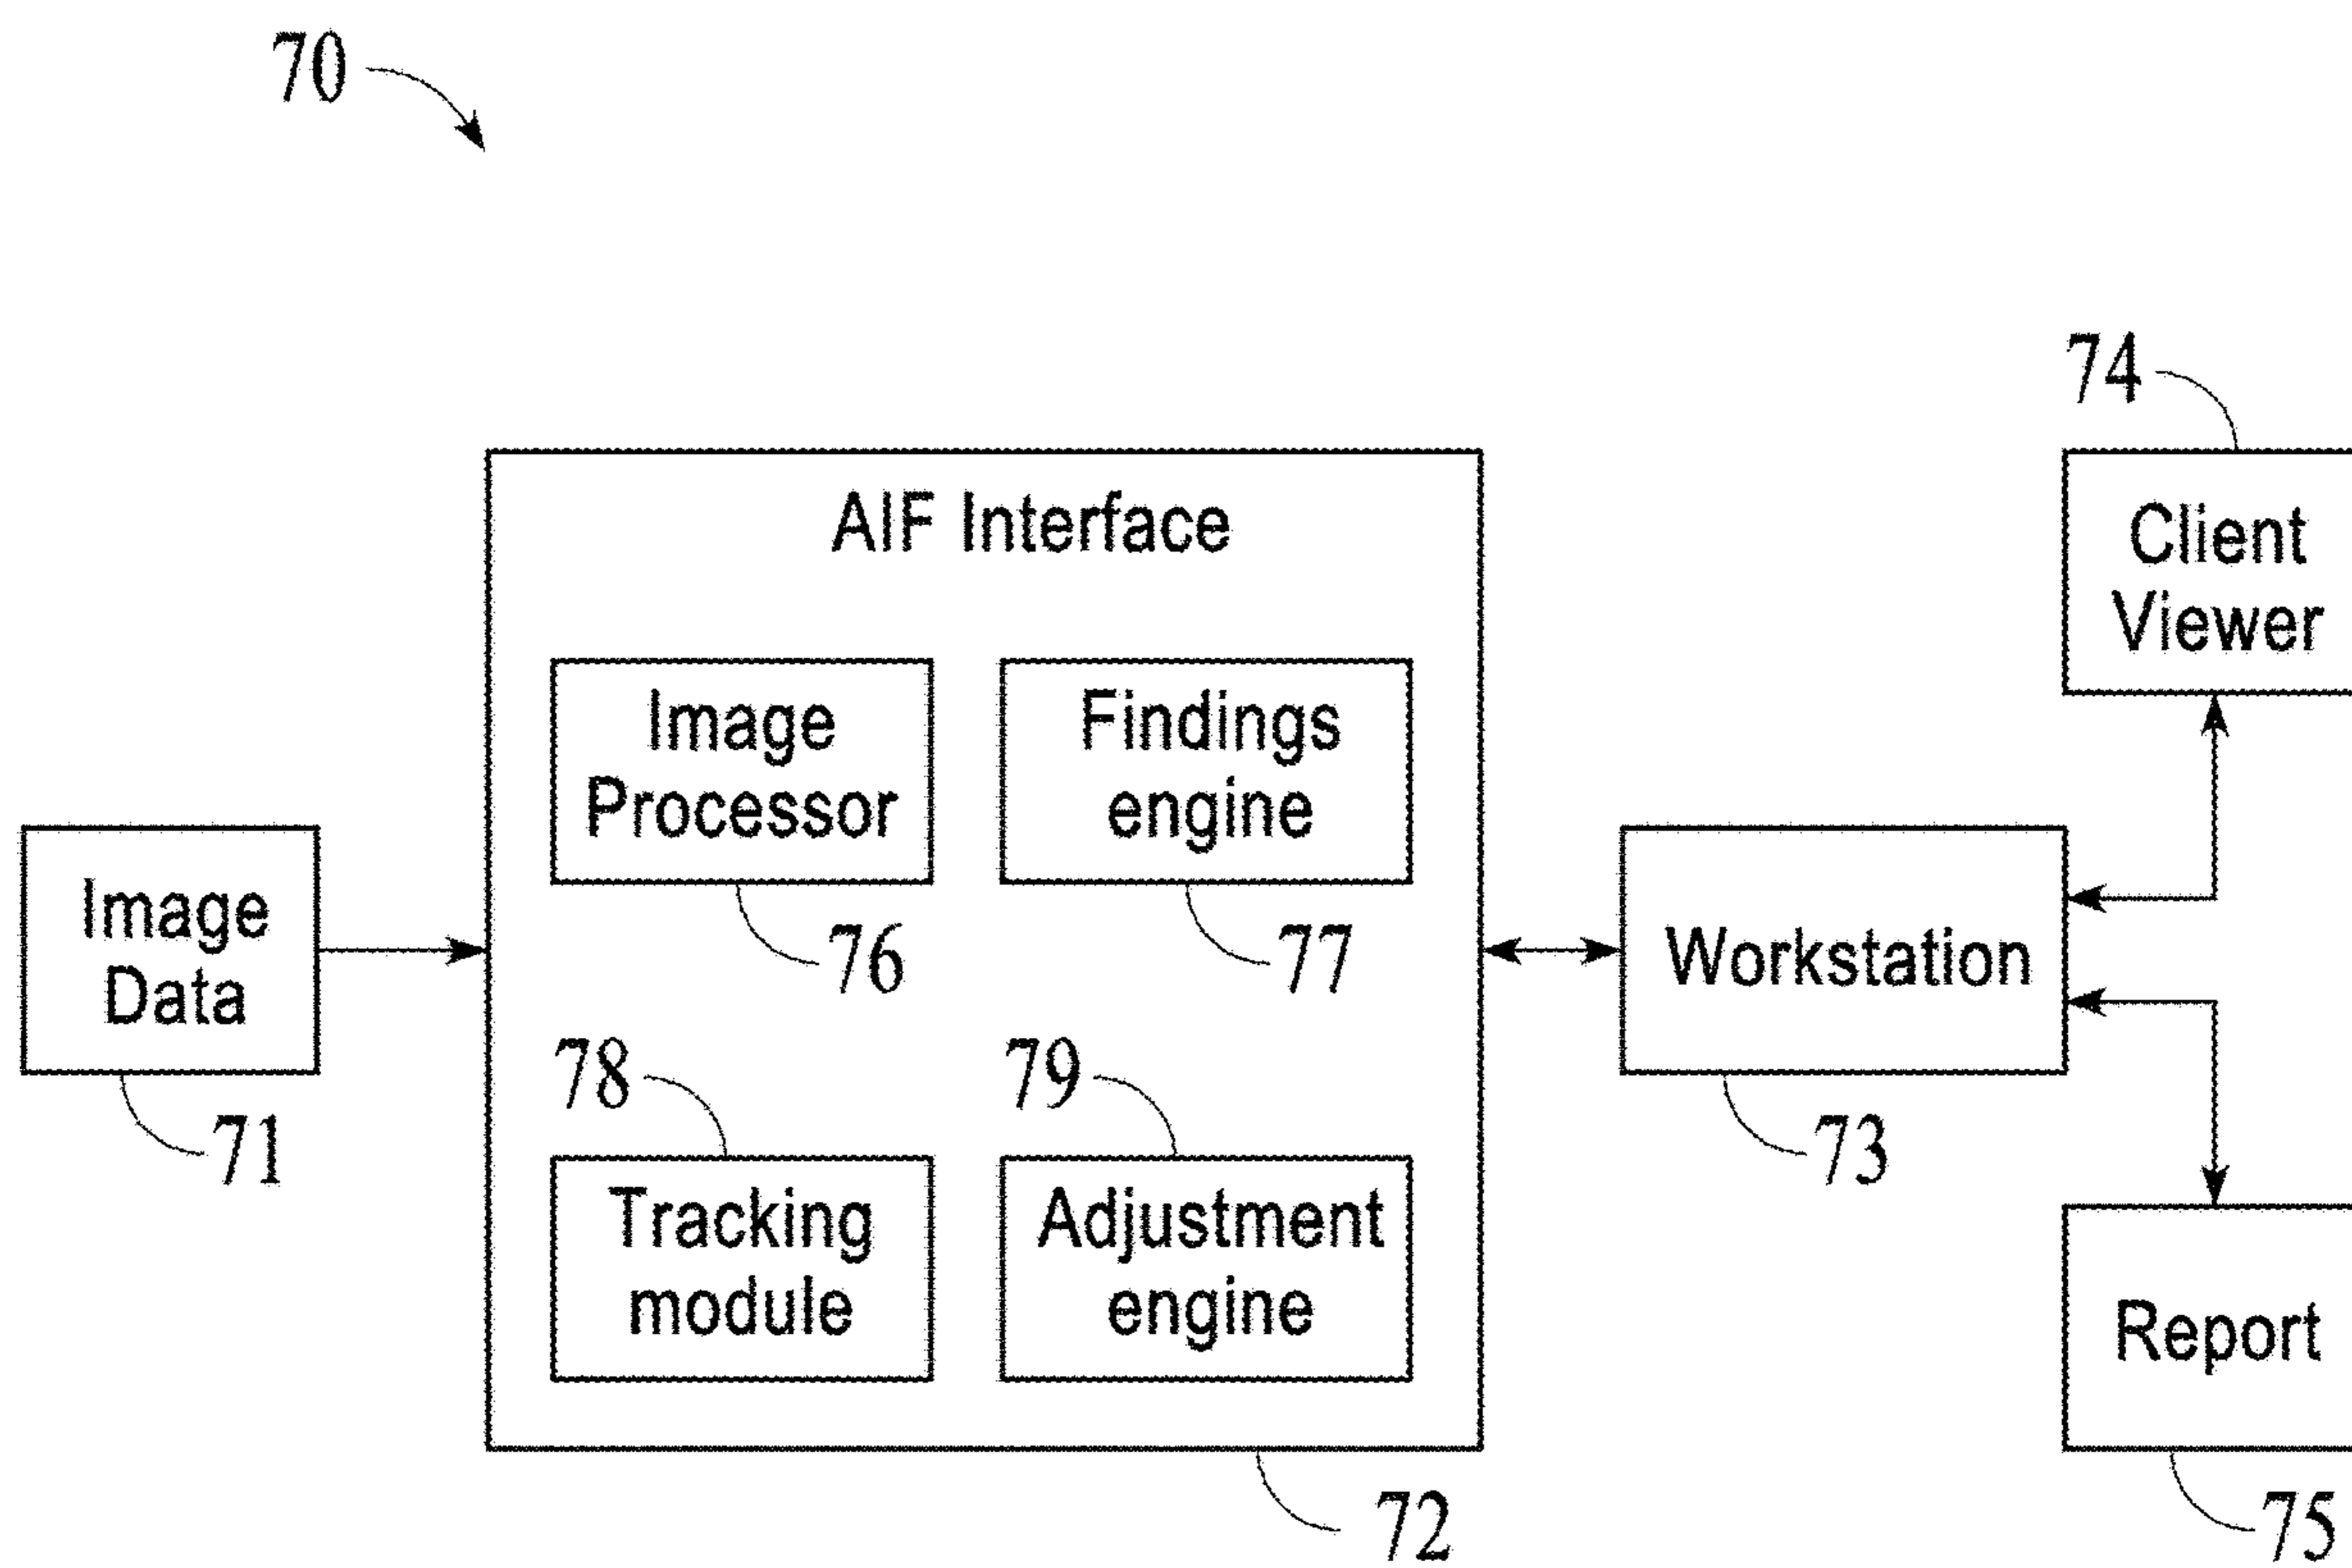 70
74
AIF Interface
Client
Viewer
Image
Processor
Findings
engine
Image
Data
76
77
Workstation
71
78
79
73
Tracking
module
Adjustment
engine
Report
72
75